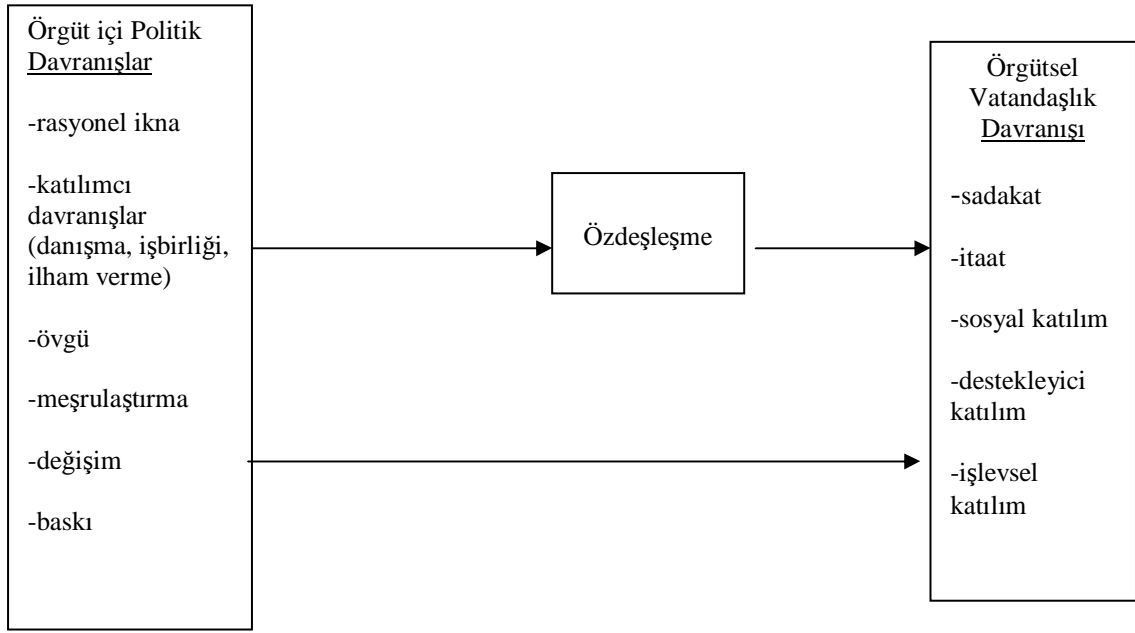 Örgüt içi Politik
Davranışlar
-rasyonel ikna
-katılımcı
davranışlar
(danışma, işbirliği,
ilham verme)
-övgü
-meşrulaştırma
-değişim
-baskı
Özdeşleşme
Örgütsel
Vatandaşlık
Davranışı
-sadakat
-itaat
-sosyal katılım
-destekleyici
katılım
-işlevsel
katılım